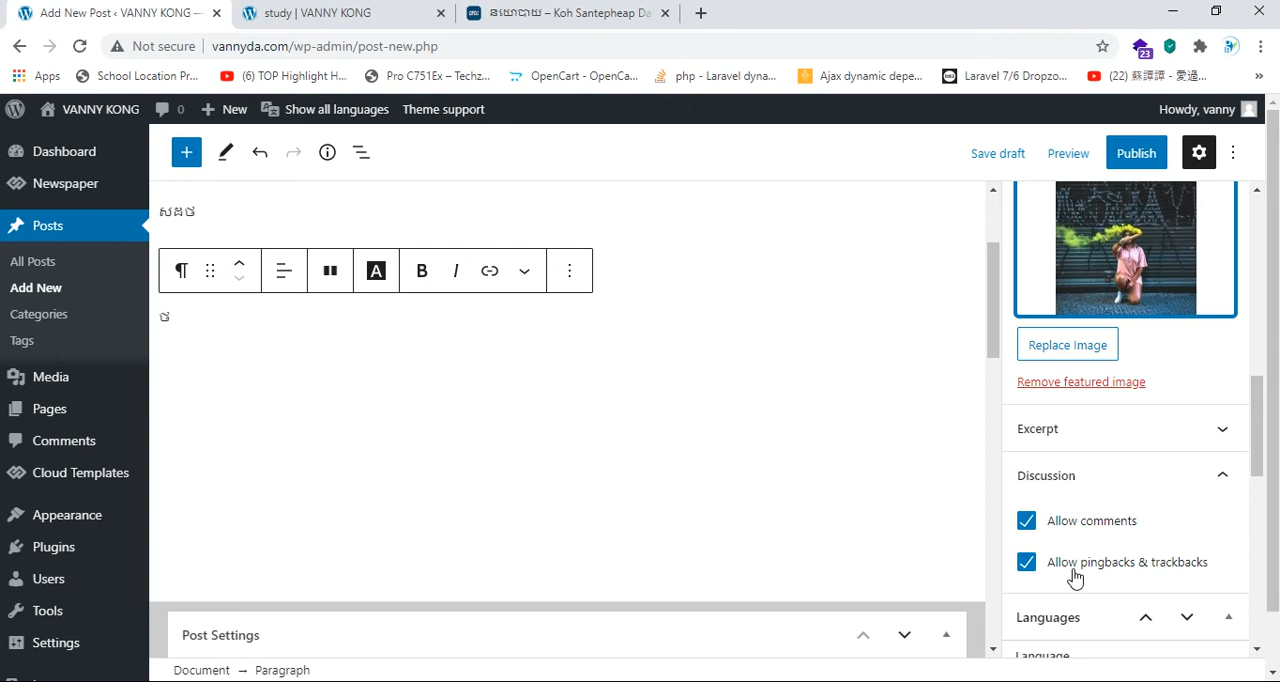 Add New Post ‹ VANNY KONG —
study | VANNY KONG
នយោបាយ – Koh Santepheap Da
Not secure | vannyda.com/wp-admin/post-new.php
23
Apps School Location Pr... (6) TOP Highlight H... Pro C751Ex – Techz... OpenCart - OpenCa... php - Laravel dyna... Ajax dynamic depe... Laravel 7/6 Dropzo... (22) 蘇譚譚 - 愛過... »
VANNY KONG 0 + New Show all languages Theme support Howdy, vanny
Dashboard
Newspaper
Posts
All Posts
Add New
Categories
Tags
Media
Pages
Comments
Cloud Templates
Appearance
Plugins
Users
Tools
Settings
Save draft Preview Publish
សគថ
A B I
ថ
Replace Image
Remove featured image
Excerpt
Discussion
Allow comments
Allow pingbacks & trackbacks
Languages
Language
Post Settings
Document → Paragraph